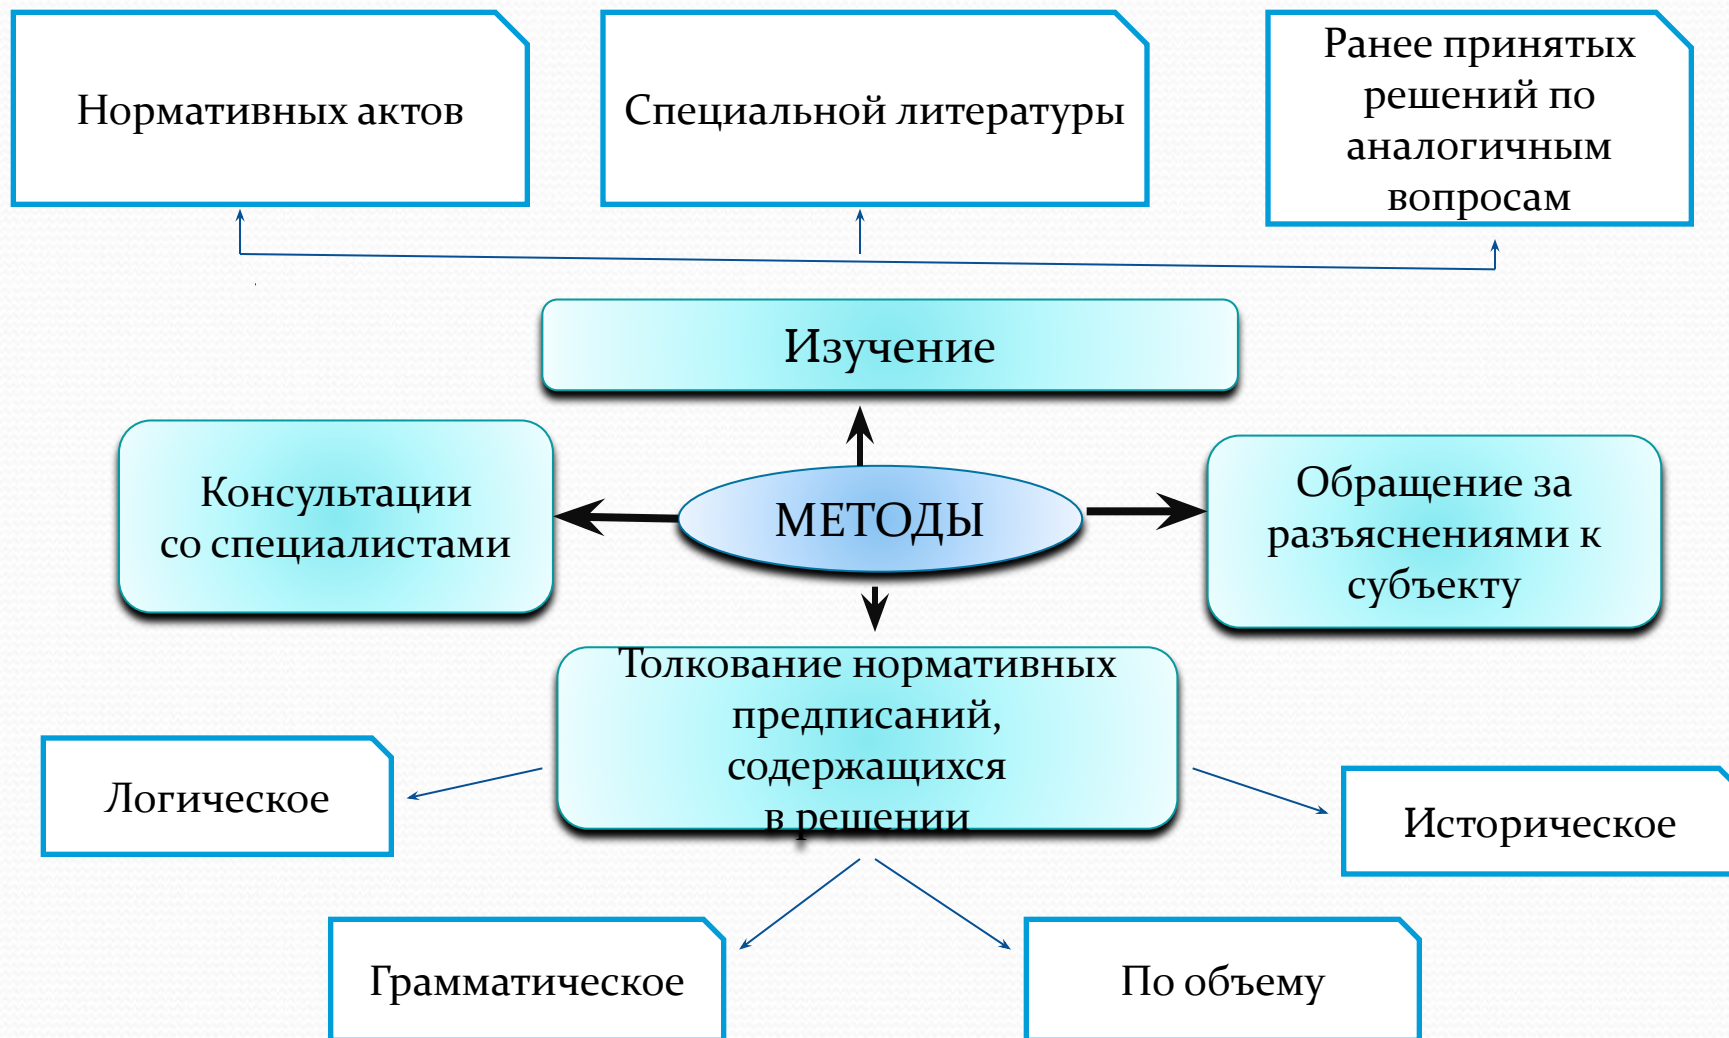 Нормативных актов
Специальной литературы
Ранее принятых
решений по
аналогичным
вопросам
Изучение
Консультации
со специалистами
МЕТОДЫ
Обращение за
разъяснениями к
субъекту
Толкование нормативных
предписаний,
содержащихся
в решении
Логическое
Историческое
Грамматическое
По объему